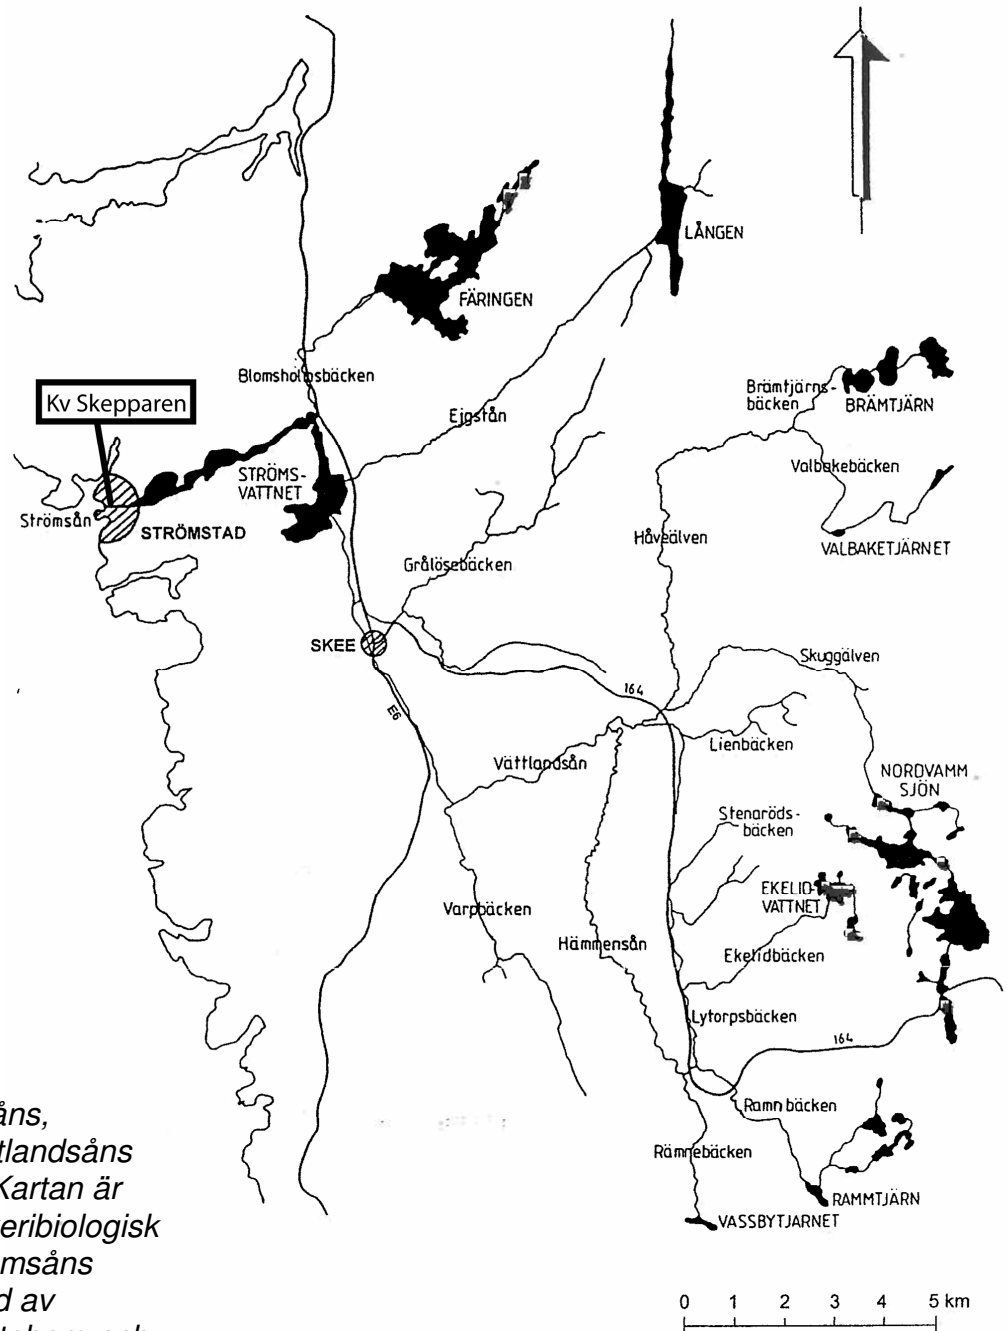 LÅNGEN
FÄRINGEN
Blomsholmsbäcken
Kv Skepparen
Ejgstån
Brämtjärns-
bäcken
BRÄMTJÄRN
STRÖMS-
VATTNET
Valbakebäcken
Strömsån
STRÖMSTAD
Håveälven
VALBAKETJÄRNET
Grålösebäcken
SKEE
Skuggälven
164
E6
Lienbäcken
Vättlandsån
NORDVAMM
SJÖN
Stenaröds-
bäcken
EKELID-
VATTNET
Varpbäcken
Hämmensån
Ekelidbäcken
Lytorpsbäcken
164
Ramn bäcken
Rämnebäcken
RAMMTJÄRN
VASSBYTJARNET
åns,
tlandsåns
Kartan är
eribiologisk
msåns
d av
0 1 2 3 4 5 km